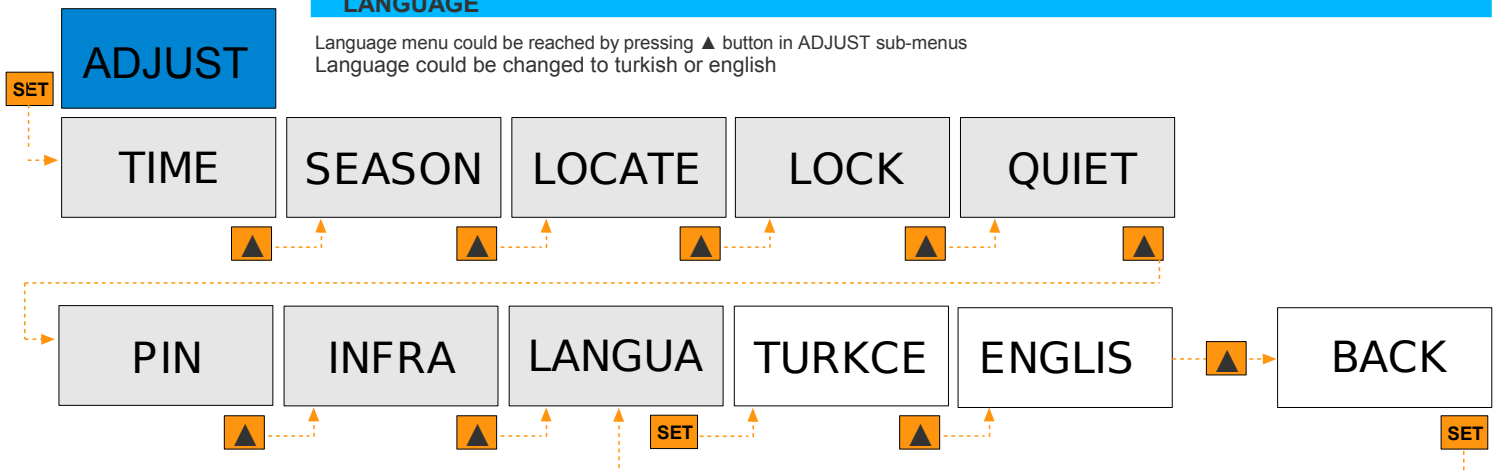 LANGUAGE
Language menu could be reached by pressing ▲ button in ADJUST sub-menus
Language could be changed to turkish or english
ADJUST
SET
TIME
SEASON
LOCATE
LOCK
QUIET
▲
▲
▲
▲
▲
PIN
INFRA
LANGUA
TURKCE
ENGLIS
▲
BACK
▲
▲
SET
▲
SET